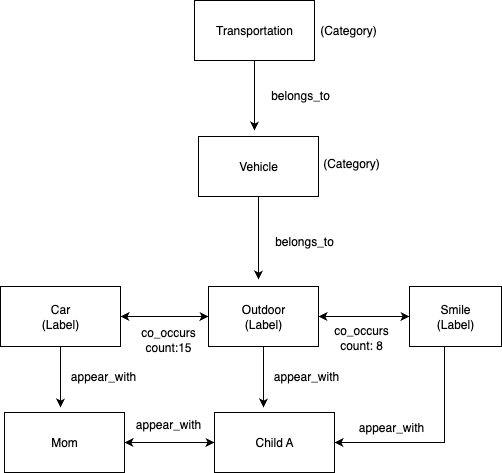 Transportation
(Category)
belongs_to
Vehicle
(Category)
belongs_to
Car
(Label)
co_occurs
count:15
Outdoor
(Label)
co_occurs
count: 8
Smile
(Label)
appear_with
appear_with
appear_with
appear_with
Mom
Child A